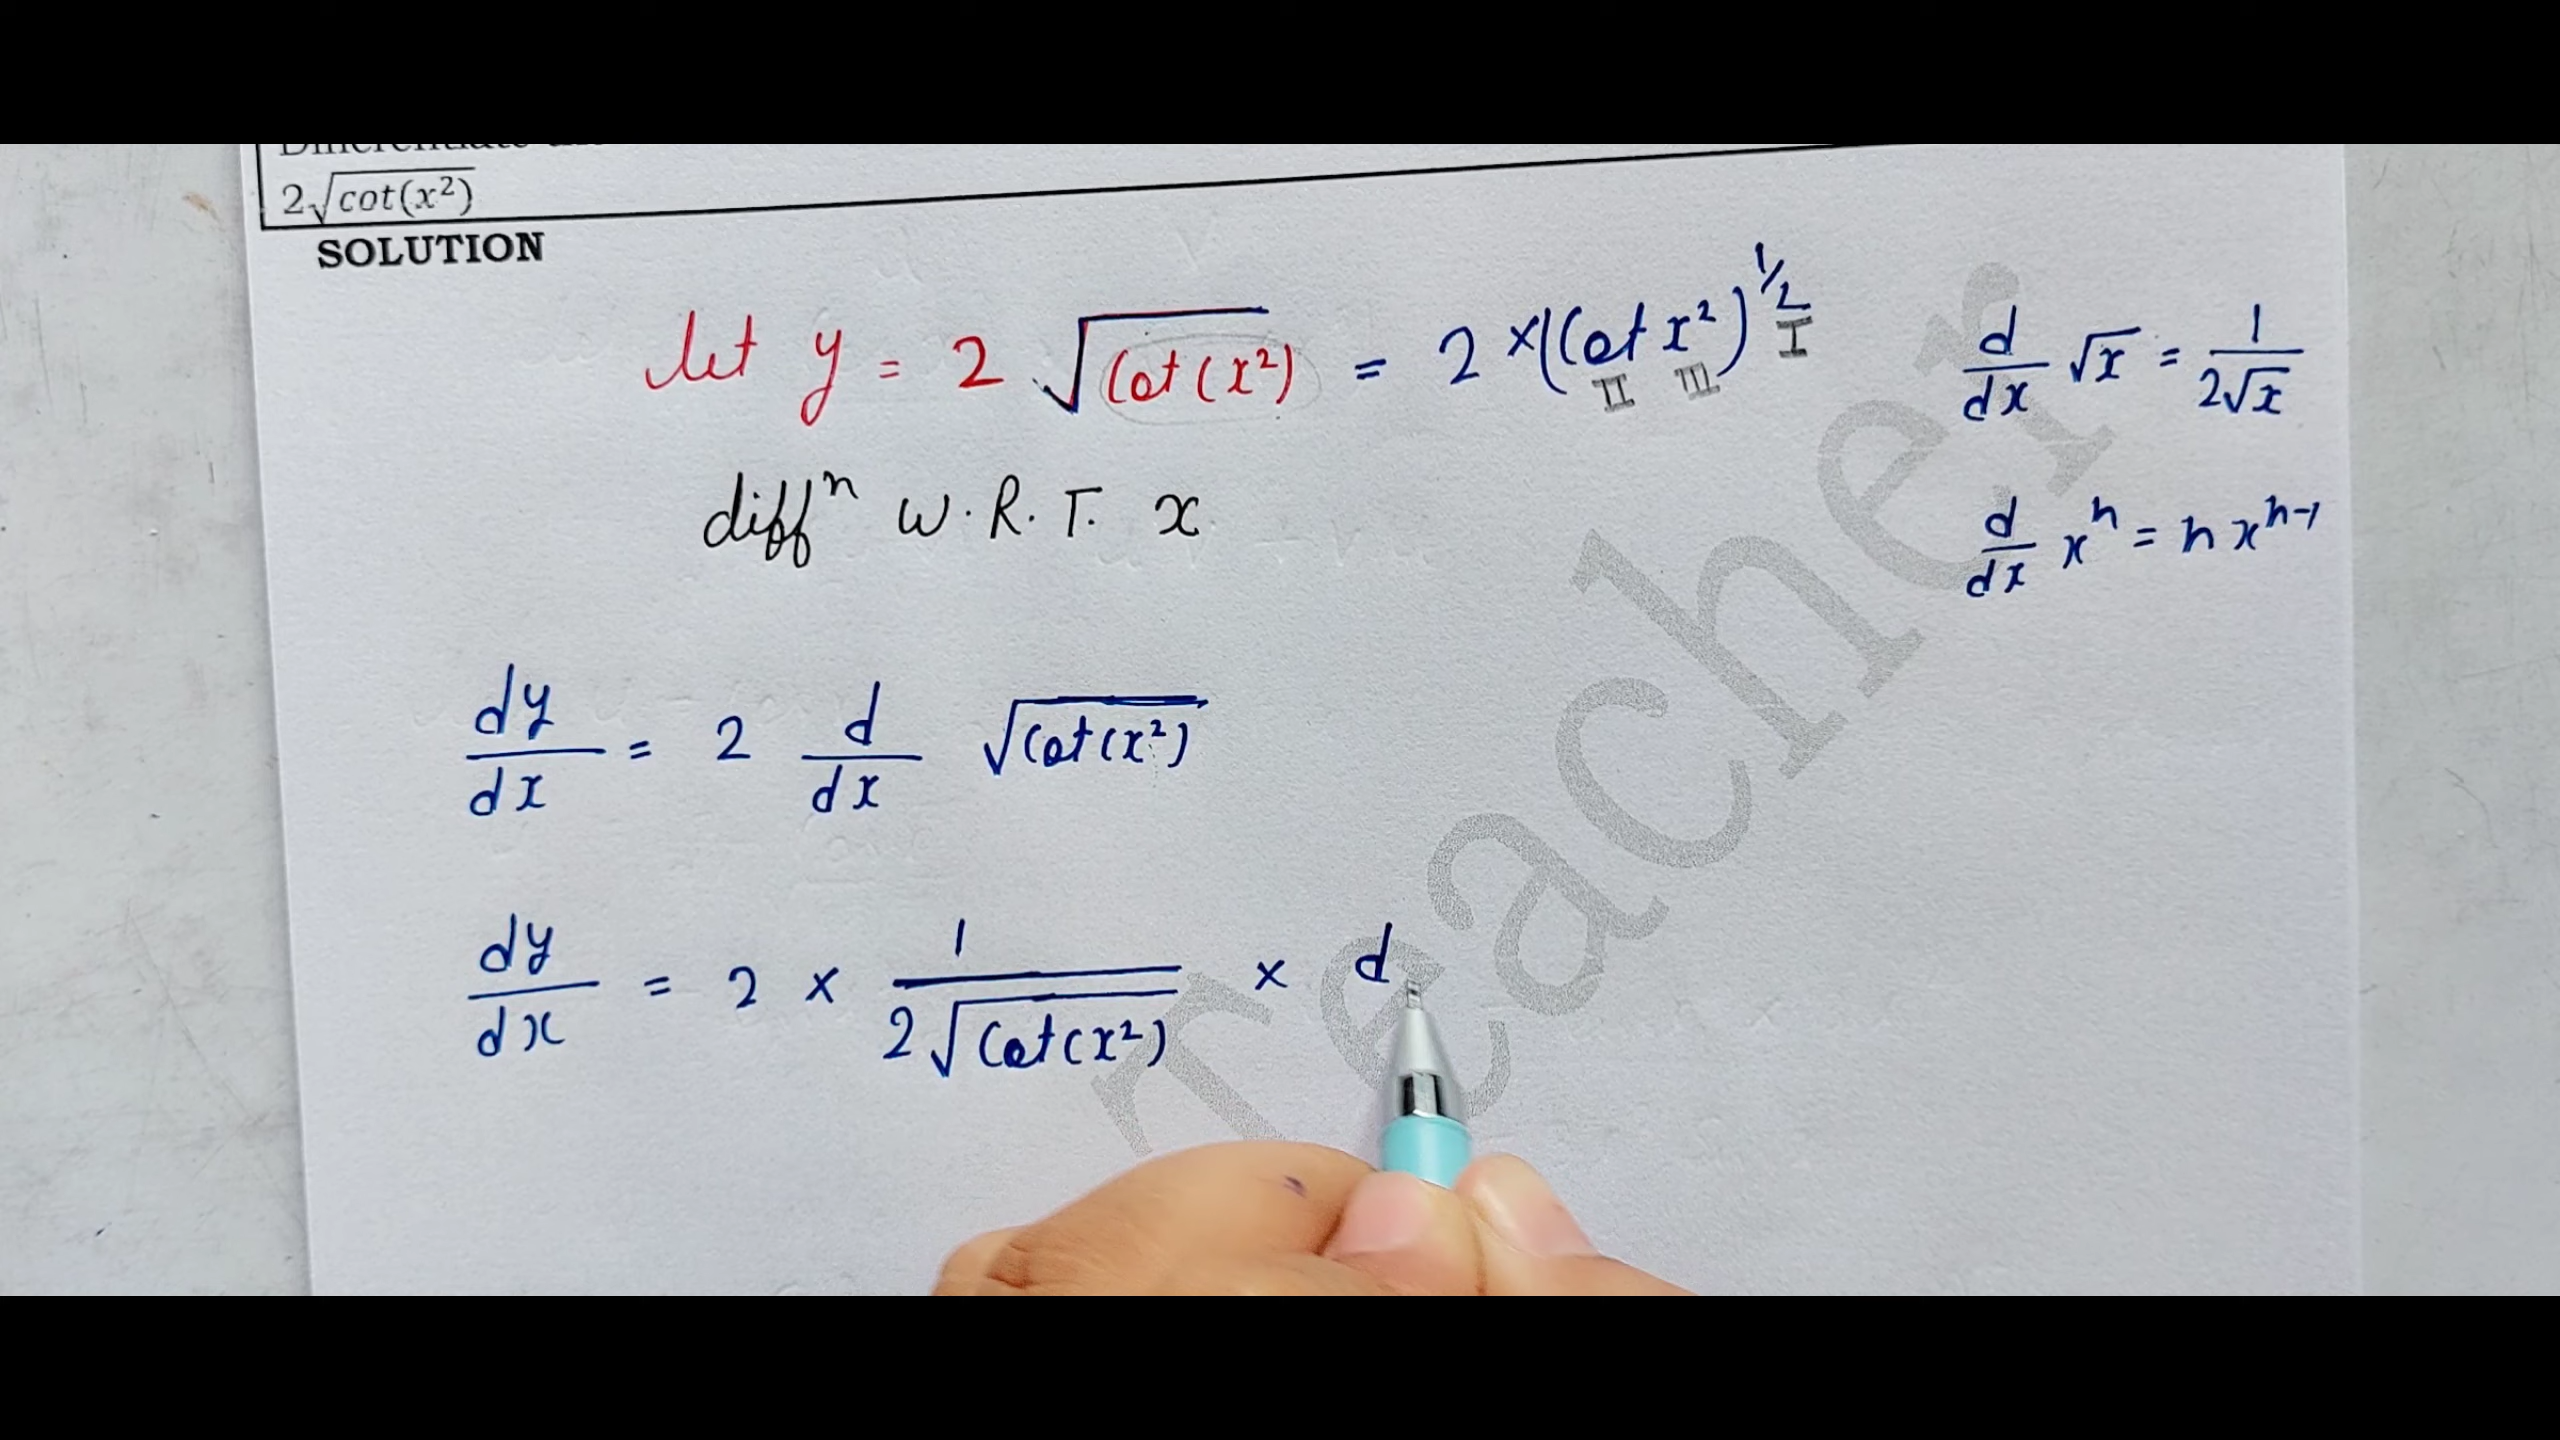 2√cot(x²)
SOLUTION
let y = 2 √cot(x²) = 2 × (cot x²)^1/2
I
II III
d/dx √x = 1/2√x
diffⁿ W.R.T. x
d/dx xⁿ = n xⁿ⁻¹
dy/dx = 2 d/dx √cot(x²)
dy/dx = 2 × 1/2√cot(x²) × d
Teacher